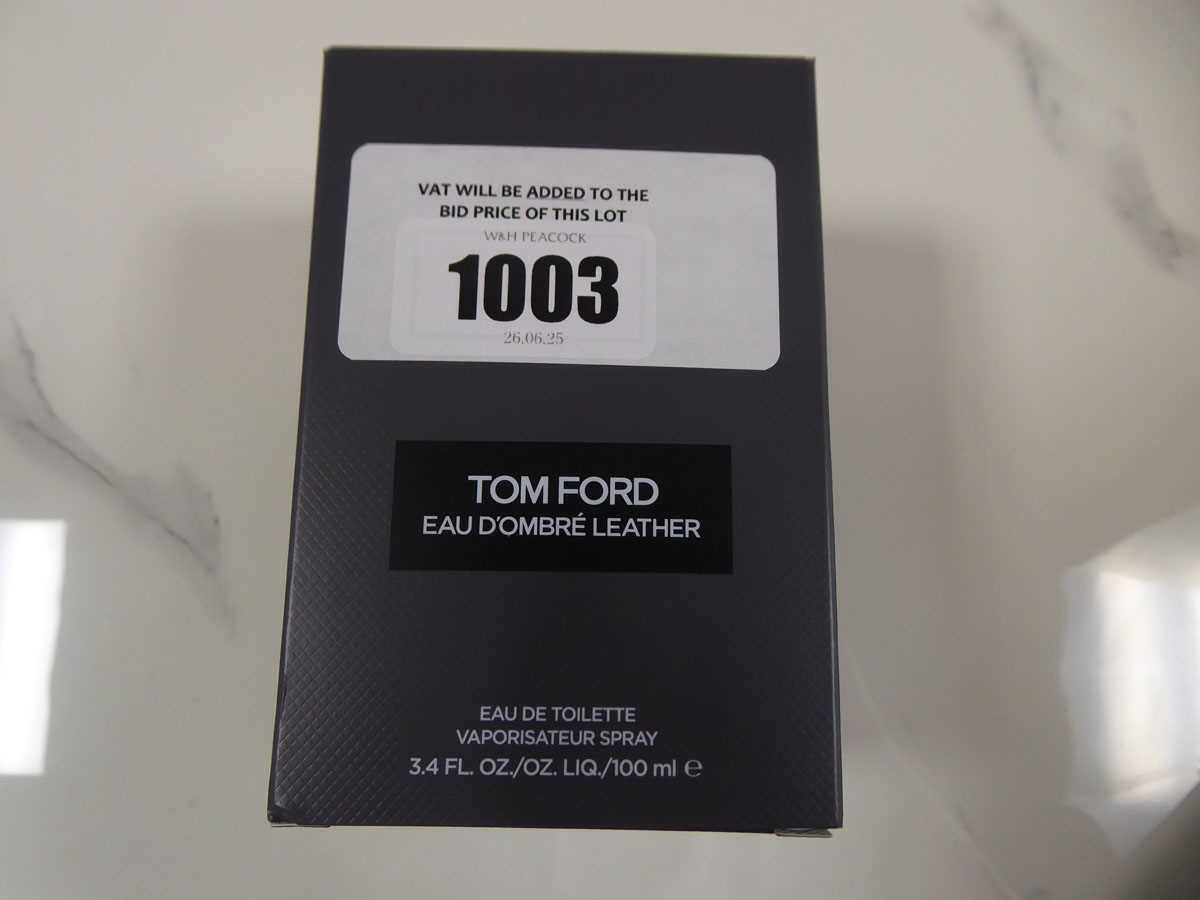 VAT WILL BE ADDED TO THE
BID PRICE OF THIS LOT
W&H PEACOCK
1003
26.06.25
TOM FORD
EAU D'OMBRÉ LEATHER
EAU DE TOILETTE
VAPORISATEUR SPRAY
3.4 FL. OZ./OZ. LIQ./100 ml ℮